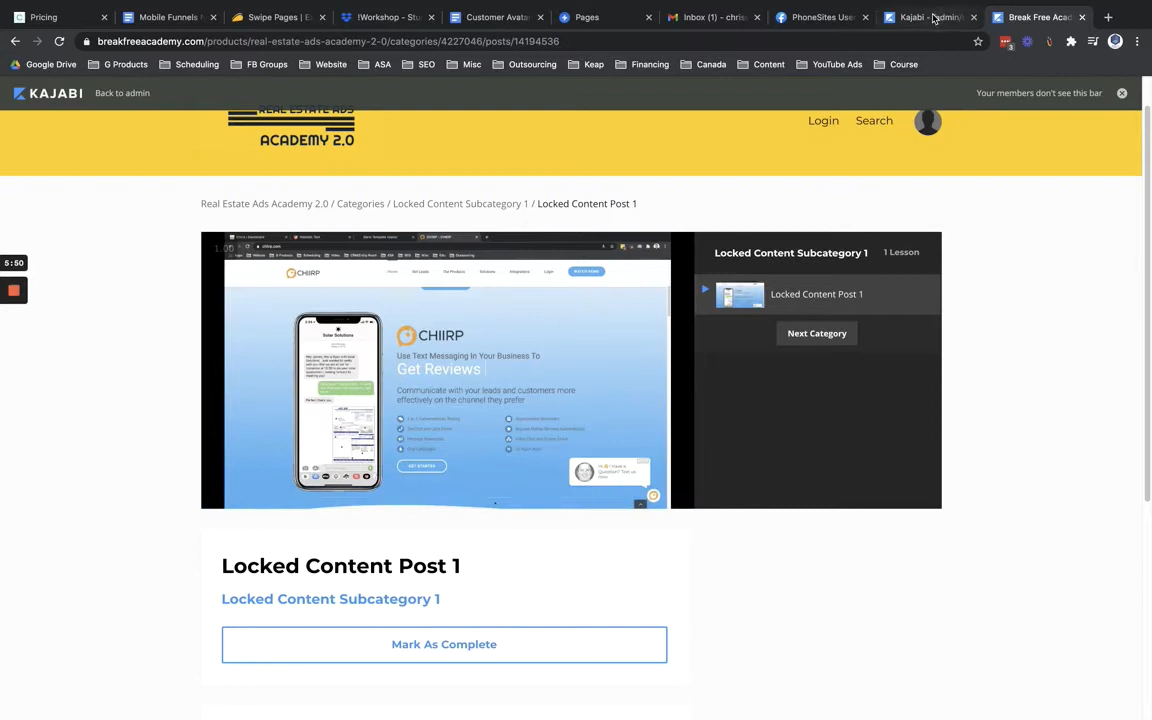 Pricing
Mobile Funnels
Swipe Pages | E
!Workshop - Stu
Customer Avata
Pages
Inbox (1) - chris
PhoneSites User
Kajabi - /admin/
Break Free Acad
breakfreeacademy.com/products/real-estate-ads-academy-2-0/categories/4227046/posts/14194536
3
Google Drive
G Products
Scheduling
FB Groups
Website
ASA
SEO
Misc
Outsourcing
Keap
Financing
Canada
Content
YouTube Ads
Course
KAJABI
Back to admin
Your members don't see this bar
REAL ESTATE ADS
ACADEMY 2.0
Login
Search
Real Estate Ads Academy 2.0 / Categories / Locked Content Subcategory 1 / Locked Content Post 1
5:50
CHIIRP
CHIIRP
Use Text Messaging In Your Business To
Get Reviews
Communicate with your leads and customers more
effectively on the channel they prefer
GET STARTED
Locked Content Subcategory 1
1 Lesson
Locked Content Post 1
Next Category
Locked Content Post 1
Locked Content Subcategory 1
Mark As Complete